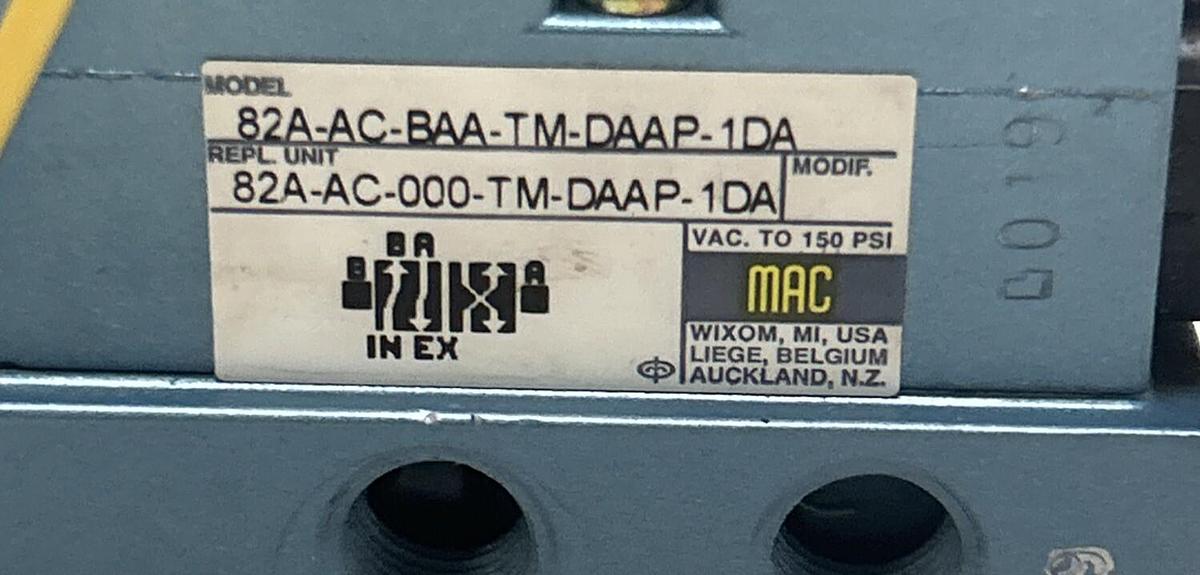 MODEL
82A-AC-BAA-TM-DAAP-1DA
REPL. UNIT
82A-AC-000-TM-DAAP-1DA
MODIF.
VAC. TO 150 PSI
MAC
WIXOM, MI, USA
LIEGE, BELGIUM
AUCKLAND, N.Z.
B A
B
A
IN EX